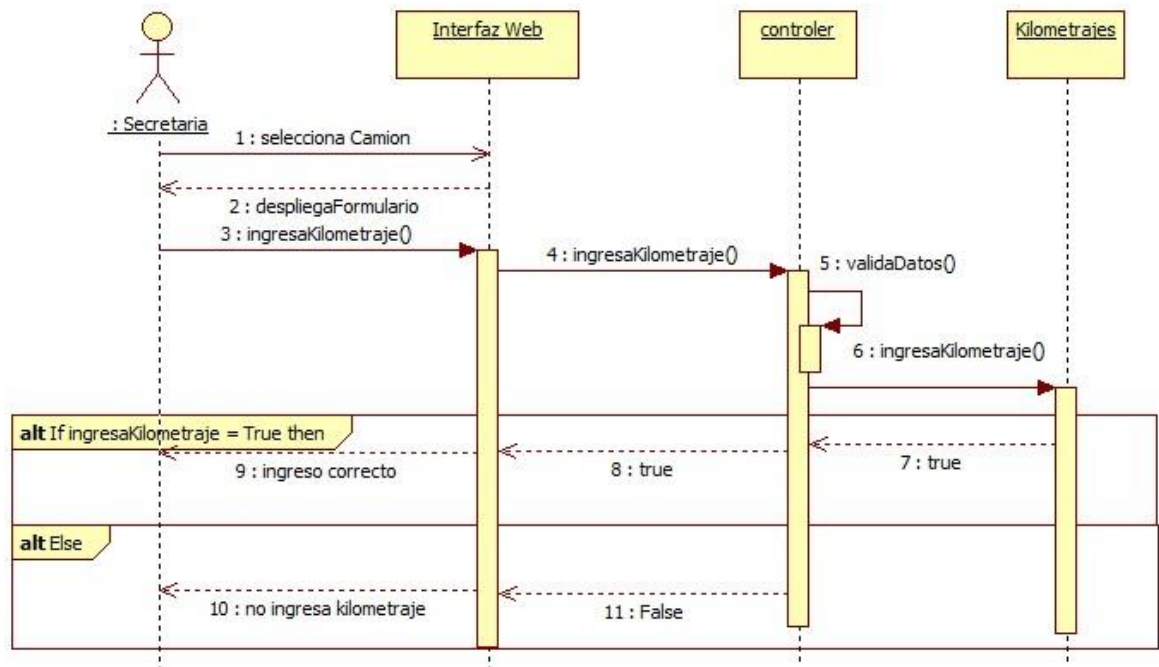 Interfaz Web
controler
Kilometrajes
: Secretaria
1 : selecciona Camion
2 : despliegaFormulario
3 : ingresaKilometraje()
4 : ingresaKilometraje()
5 : validaDatos()
6 : ingresaKilometraje()
alt If ingresaKilometraje = True then
7 : true
8 : true
9 : ingreso correcto
alt Else
10 : no ingresa kilometraje
11 : False